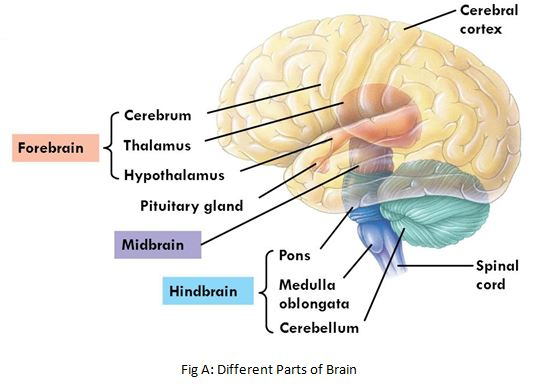 Cerebral
cortex
Cerebrum
Forebrain
Thalamus
Hypothalamus
Pituitary gland
Midbrain
Pons
Hindbrain
Medulla
oblongata
Cerebellum
Spinal
cord
Fig A: Different Parts of Brain